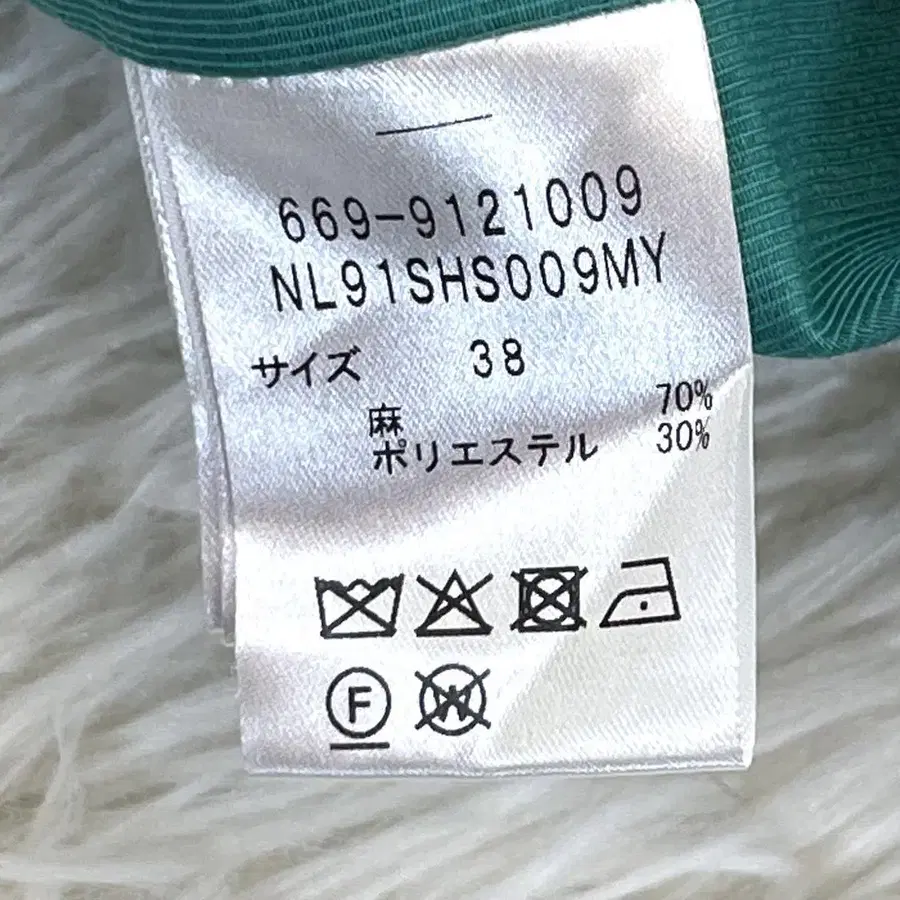 669-9121009
NL91SHS009MY
サイズ 38
麻 70%
ポリエステル 30%
F W